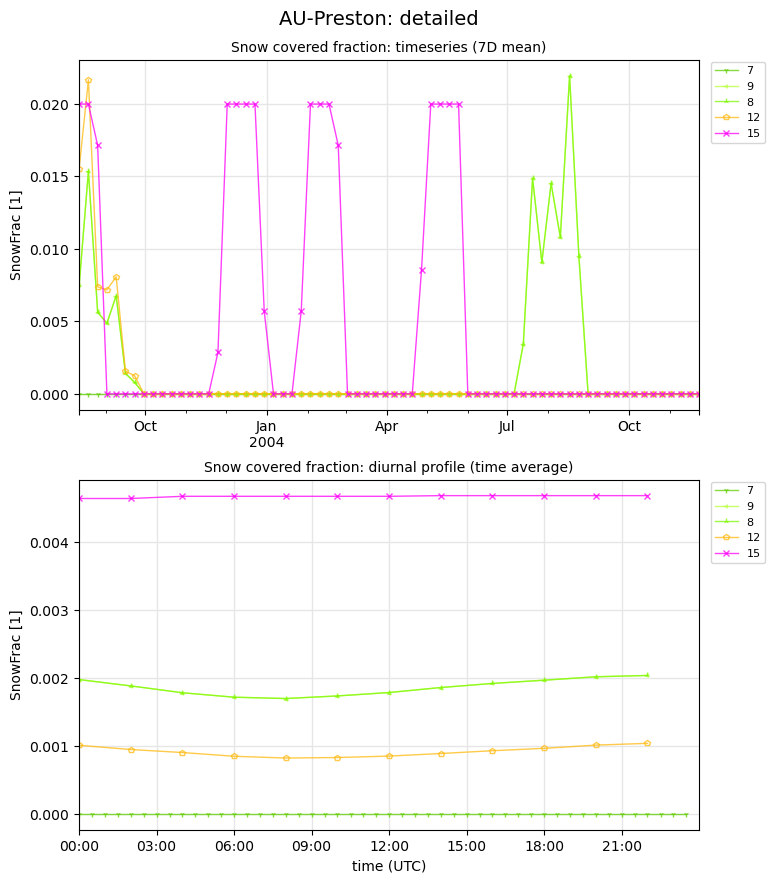 AU-Preston: detailed
Snow covered fraction: timeseries (7D mean)
SnowFrac [1]
0.020
0.015
0.010
0.005
0.000
Oct
Jan
2004
Apr
Jul
Oct
7
9
8
12
15
Snow covered fraction: diurnal profile (time average)
SnowFrac [1]
0.004
0.003
0.002
0.001
0.000
00:00
03:00
06:00
09:00
12:00
15:00
18:00
21:00
time (UTC)
7
9
8
12
15